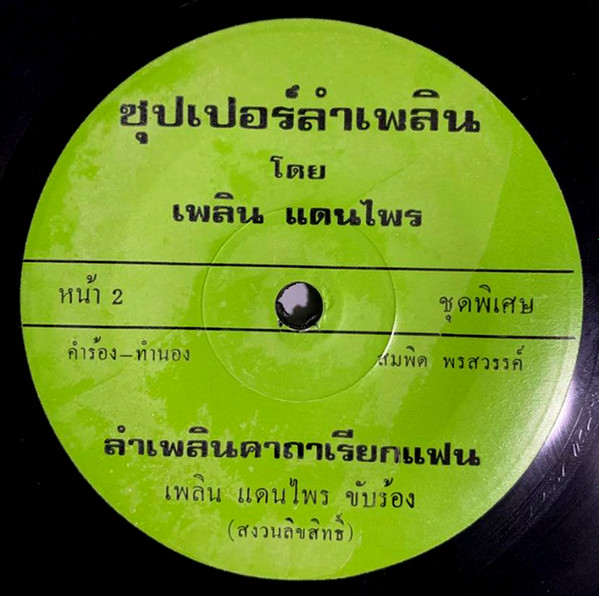 ซุปเปอร์ลำเพลิน
โดย
เพลิน แดนไพร
หน้า 2 ชุดพิเศษ
คำร้อง–ทำนอง สมพิด พรสวรรค์
ลำเพลินคาถาเรียกแฟน
เพลิน แดนไพร ขับร้อง
(สงวนลิขสิทธิ์)